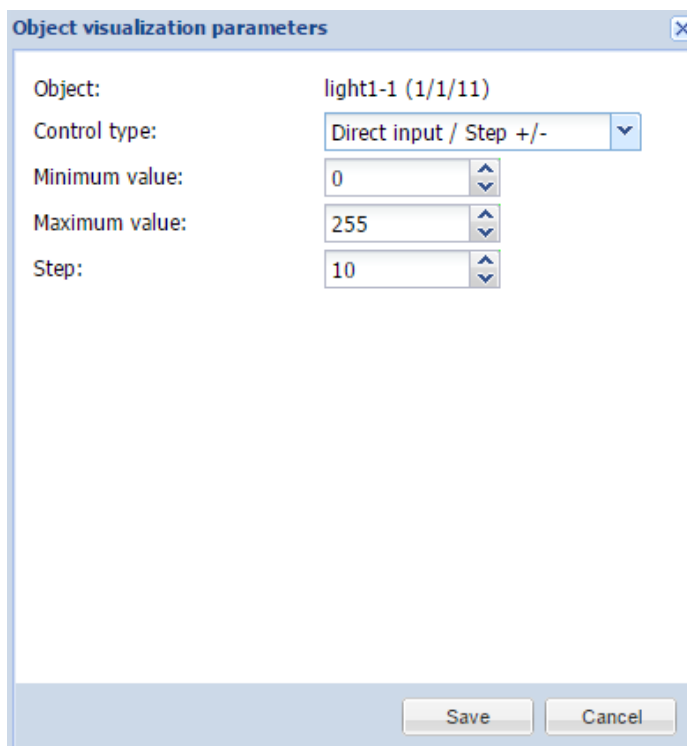 Object visualization parameters
Object: light1-1 (1/1/11)
Control type: Direct input / Step +/-
Minimum value: 0
Maximum value: 255
Step: 10
Save Cancel